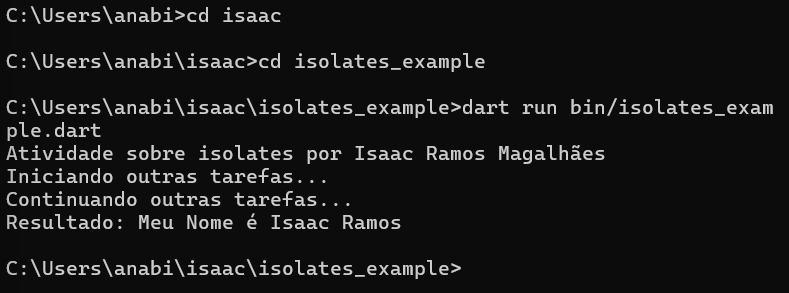 C:\Users\anabi>cd isaac
C:\Users\anabi\isaac>cd isolates_example
C:\Users\anabi\isaac\isolates_example>dart run bin/isolates_exam
ple.dart
Atividade sobre isolates por Isaac Ramos Magalhães
Iniciando outras tarefas...
Continuando outras tarefas...
Resultado: Meu Nome é Isaac Ramos
C:\Users\anabi\isaac\isolates_example>